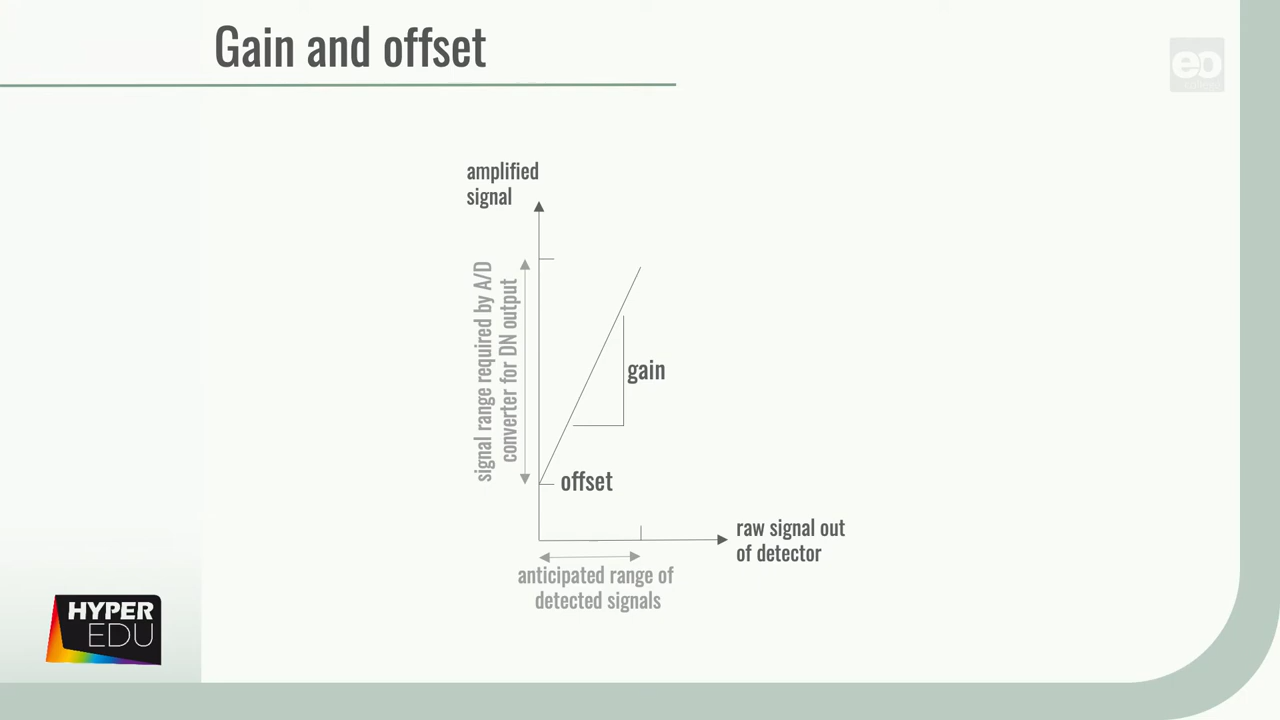 Gain and offset
eo
amplified
signal
signal range required by A/D
converter for DN output
gain
offset
raw signal out
of detector
anticipated range of
detected signals
HYPER
EDU